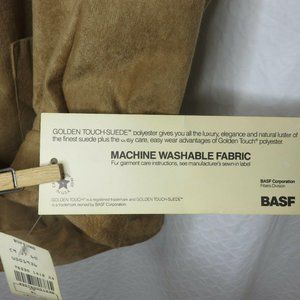 GOLDEN TOUCH-SUEDE™ polyester gives you all the luxury, elegance and natural luster of
the finest suede plus the easy care, easy wear advantages of Golden Touch® polyester.
MACHINE WASHABLE FABRIC
For garment care instructions, see manufacturer's sewn-in label
BASF Corporation
Fibers Division
GOLDEN TOUCH® is a registered trademark and GOLDEN TOUCH-SUEDE™
is a trademark owned by BASF Corporation.
BASF